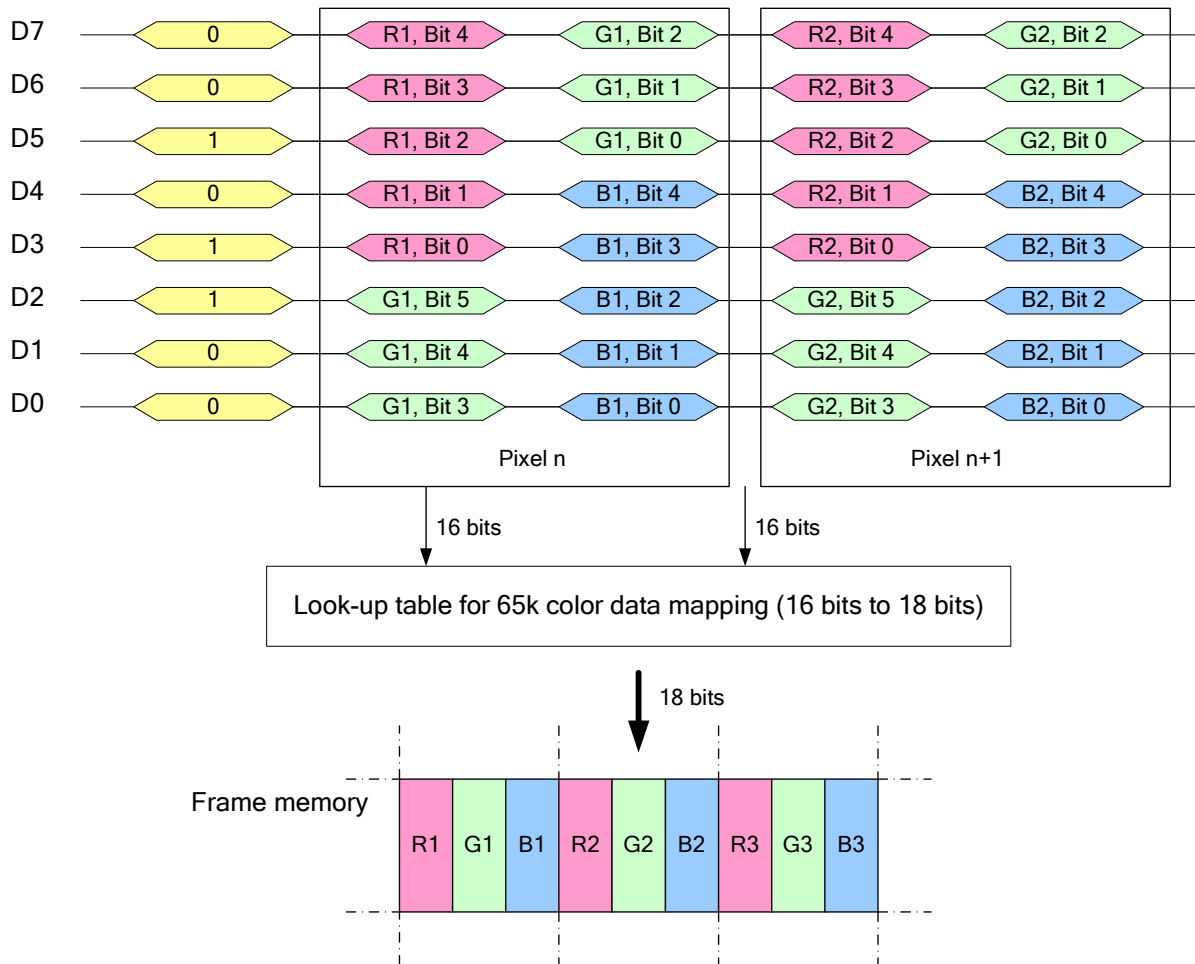 D7 0 R1, Bit 4 G1, Bit 2 R2, Bit 4 G2, Bit 2
D6 0 R1, Bit 3 G1, Bit 1 R2, Bit 3 G2, Bit 1
D5 1 R1, Bit 2 G1, Bit 0 R2, Bit 2 G2, Bit 0
D4 0 R1, Bit 1 B1, Bit 4 R2, Bit 1 B2, Bit 4
D3 1 R1, Bit 0 B1, Bit 3 R2, Bit 0 B2, Bit 3
D2 1 G1, Bit 5 B1, Bit 2 G2, Bit 5 B2, Bit 2
D1 0 G1, Bit 4 B1, Bit 1 G2, Bit 4 B2, Bit 1
D0 0 G1, Bit 3 B1, Bit 0 G2, Bit 3 B2, Bit 0
Pixel n Pixel n+1
16 bits 16 bits
Look-up table for 65k color data mapping (16 bits to 18 bits)
18 bits
Frame memory
R1 G1 B1 R2 G2 B2 R3 G3 B3